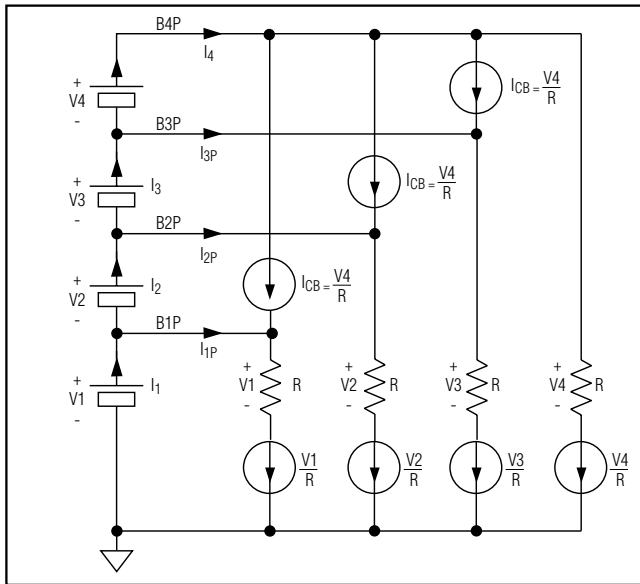 B4P
I4
+
V4
-
ICB = V4/R
B3P
I3P
+
V3
-
I3
ICB = V4/R
B2P
I2P
+
V2
-
I2
ICB = V4/R
B1P
I1P
+
V1
-
I1
+
V1
-
R
+
V2
-
R
+
V3
-
R
+
V4
-
R
V1/R
V2/R
V3/R
V4/R